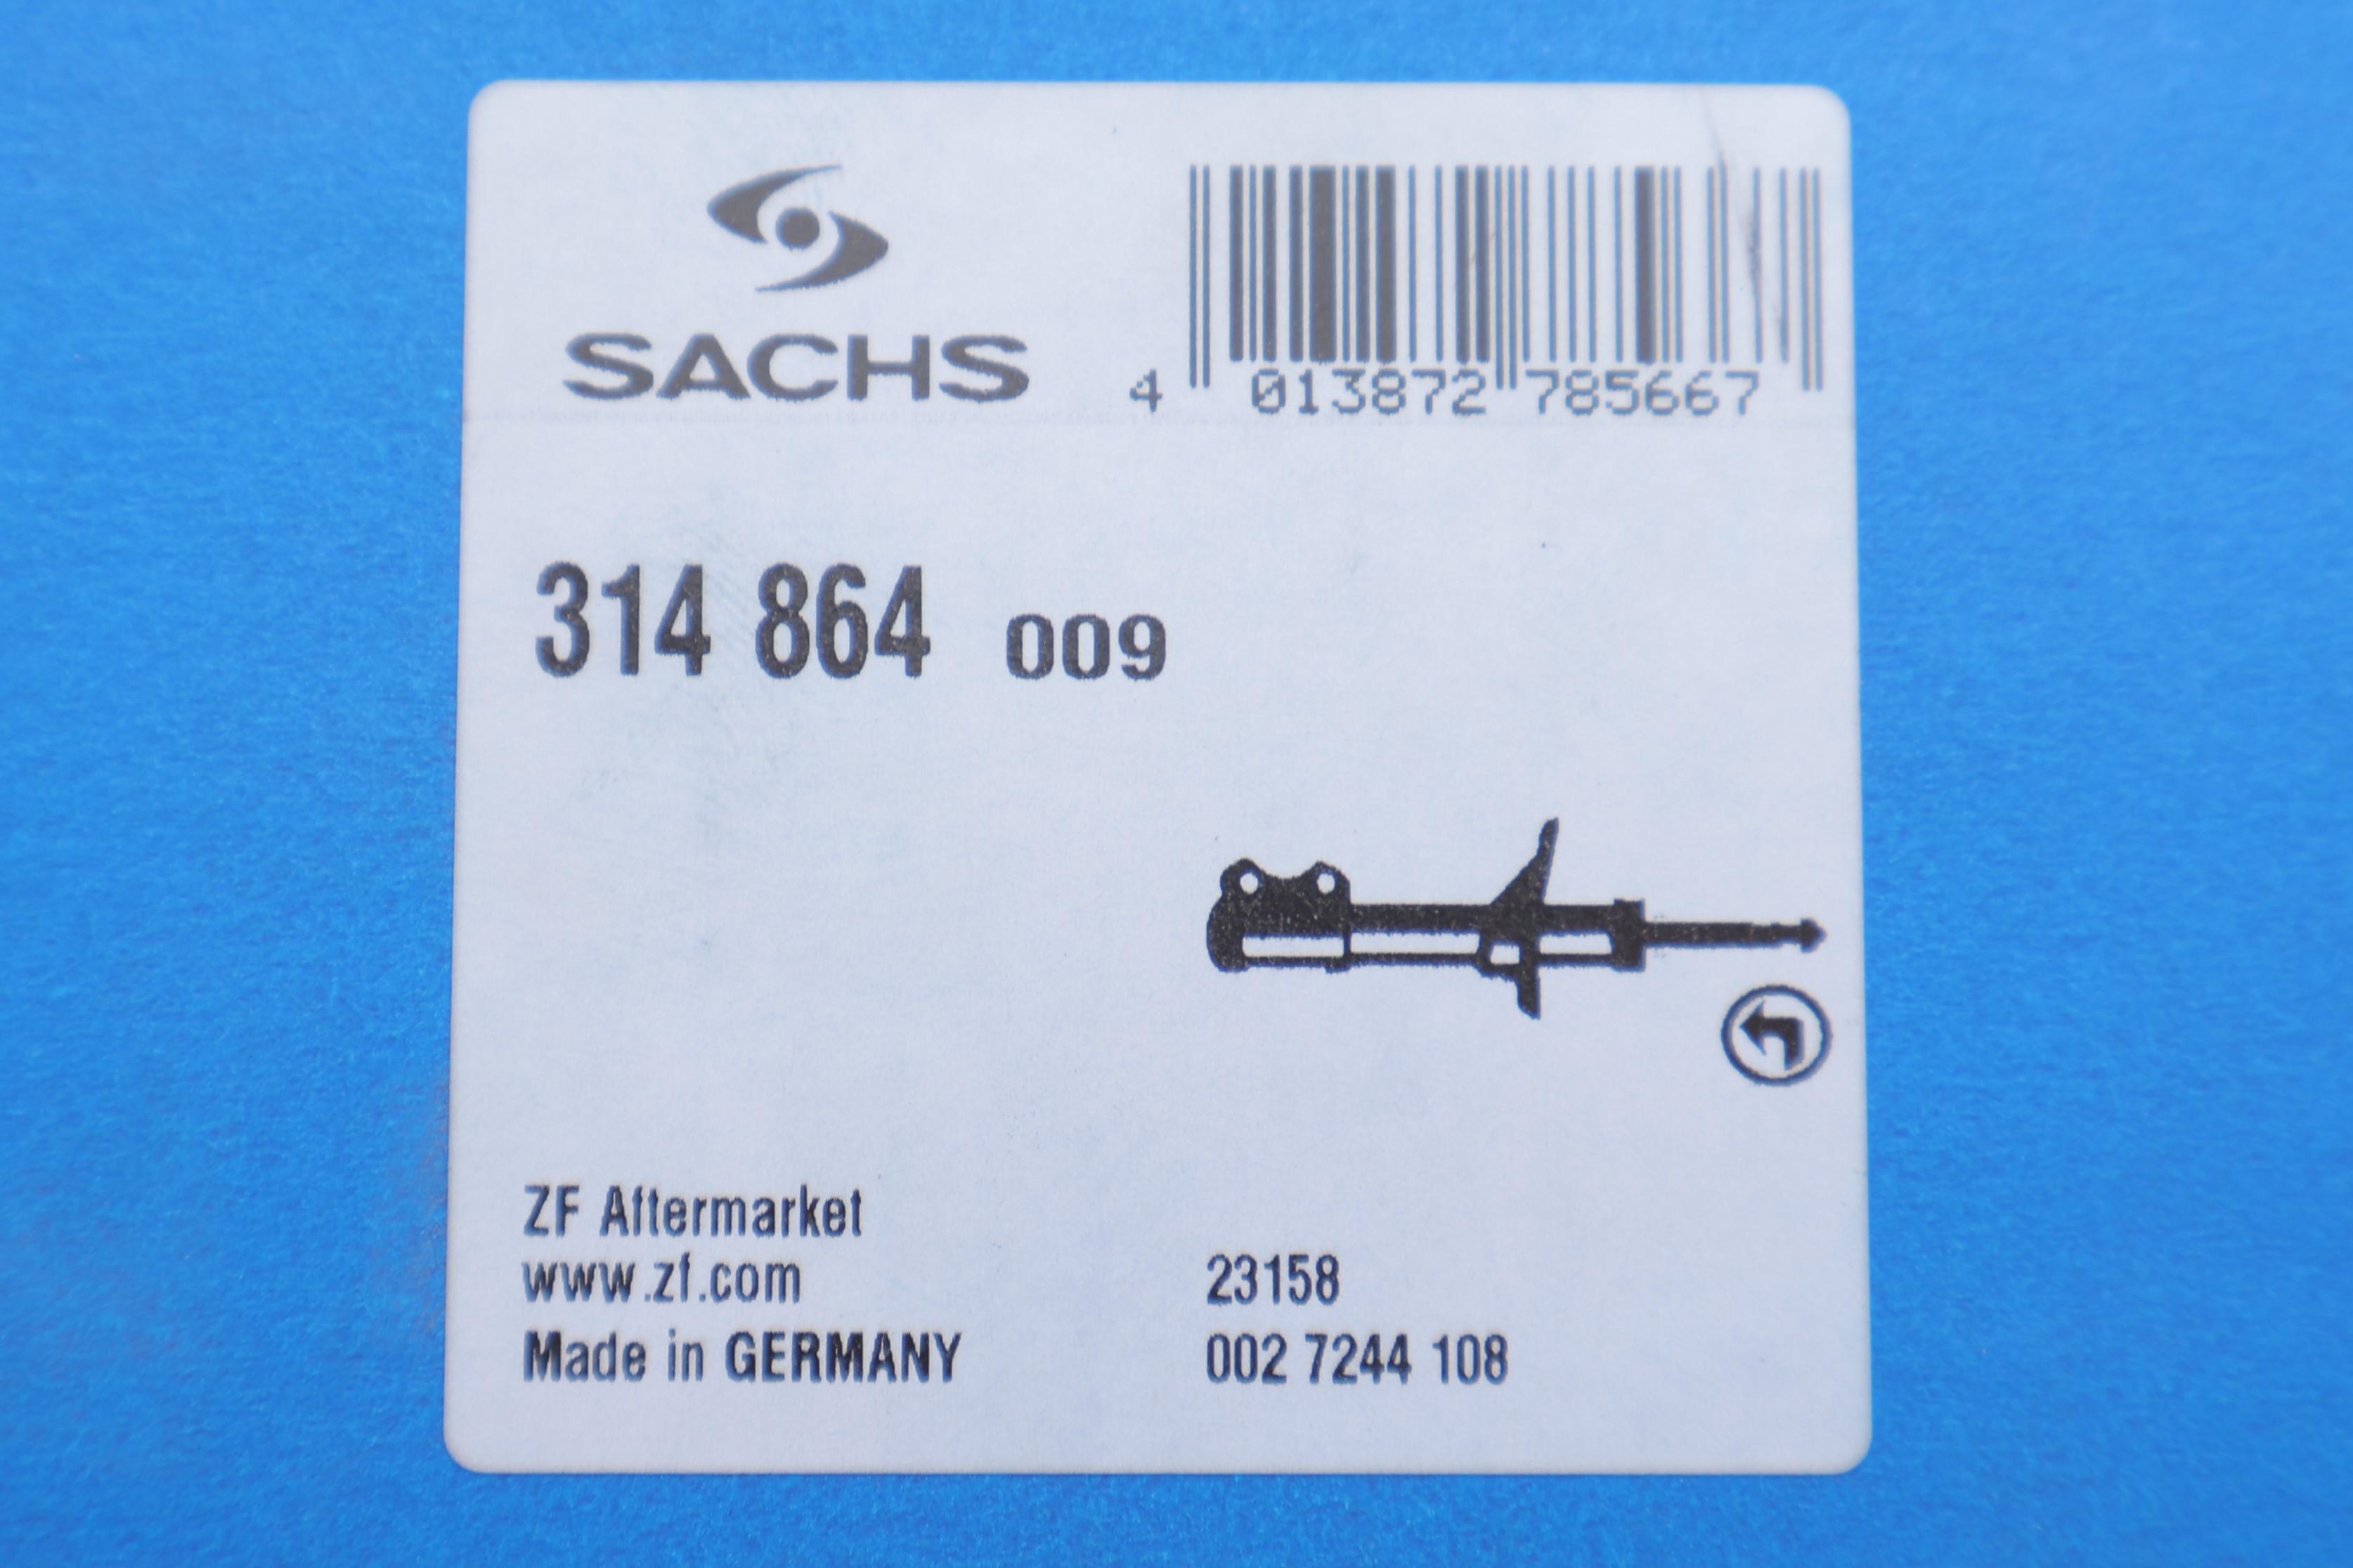 SACHS
4 013872 785667
314 864 009
ZF Aftermarket
www.zf.com
23158
Made in GERMANY
002 7244 108